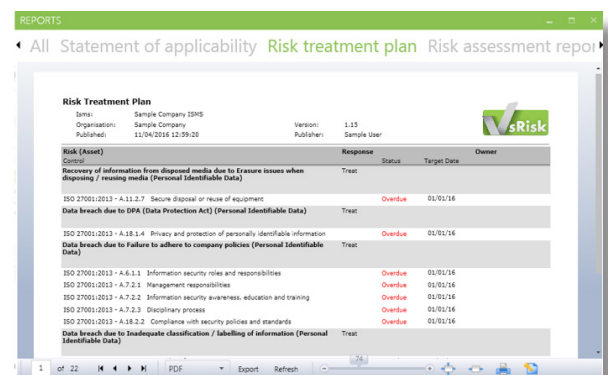 REPORTS
All Statement of applicability Risk treatment plan Risk assessment repor
Risk Treatment Plan
Isms: Sample Company ISMS
Organisation: Sample Company Version: 1.15
Published: 11/04/2016 12:59:20 Publisher: Sample User
VsRisk
Risk (Asset) Response Owner
Control Status Target Date
Recovery of information from disposed media due to Erasure issues when Treat
disposing / reusing media (Personal Identifiable Data)
ISO 27001:2013 - A.11.2.7 Secure disposal or reuse of equipment Overdue 01/01/16
Data breach due to DPA (Data Protection Act) (Personal Identifiable Data) Treat
ISO 27001:2013 - A.18.1.4 Privacy and protection of personally identifiable information Overdue 01/01/16
Data breach due to Failure to adhere to company policies (Personal Identifiable Treat
Data)
ISO 27001:2013 - A.6.1.1 Information security roles and responsibilities Overdue 01/01/16
ISO 27001:2013 - A.7.2.1 Management responsibilities Overdue 01/01/16
ISO 27001:2013 - A.7.2.2 Information security awareness, education and training Overdue 01/01/16
ISO 27001:2013 - A.7.2.3 Disciplinary process Overdue 01/01/16
ISO 27001:2013 - A.18.2.2 Compliance with security policies and standards Overdue 01/01/16
Data breach due to Inadequate classification / labelling of information (Personal Treat
Identifiable Data)
74
1 of 22 PDF Export Refresh